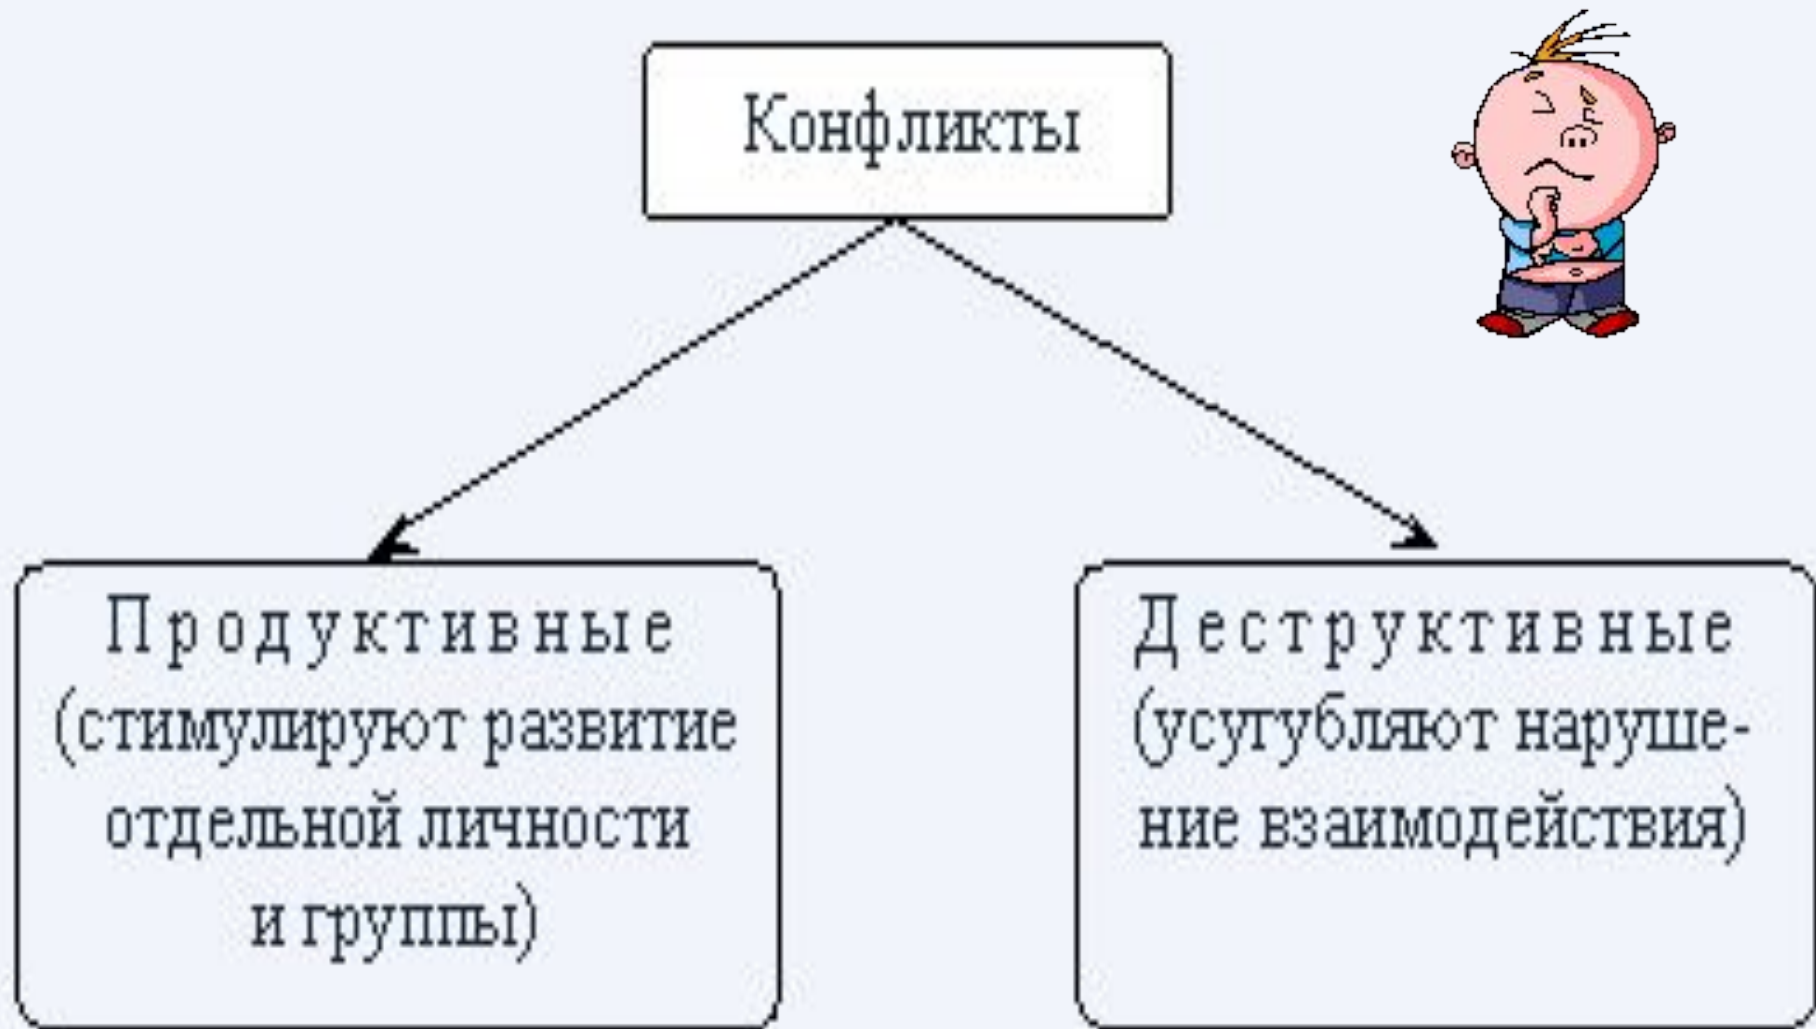 Конфликты
Продуктивные
(стимулируют развитие
отдельной личности
и группы)
Деструктивные
(усугубляют наруше-
ние взаимодействия)